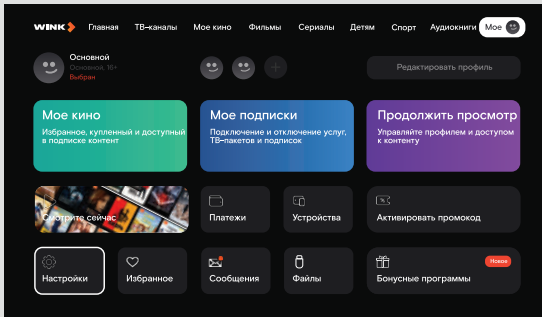 WINK
Главная
ТВ-каналы
Мое кино
Фильмы
Сериалы
Детям
Спорт
Аудиокниги
Мое
Основной
Основной, 16+
Выбран
Редактировать профиль
Мое кино
Избранное, купленный и доступный
в подписке контент
Мои подписки
Подключение и отключение услуг,
ТВ-пакетов и подписок
Продолжить просмотр
Управляйте профилем и доступом
к контенту
Смотрите сейчас
Платежи
Устройства
Активировать промокод
Настройки
Избранное
Сообщения
Файлы
Бонусные программы
Новое